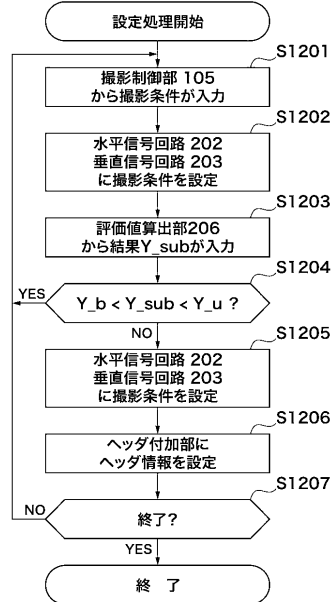 設定処理開始
S1201
撮影制御部 105
から撮影条件が入力
S1202
水平信号回路 202
垂直信号回路 203
に撮影条件を設定
S1203
評価値算出部206
から結果Y_subが入力
S1204
YES
Y_b < Y_sub < Y_u ?
NO
S1205
水平信号回路 202
垂直信号回路 203
に撮影条件を設定
S1206
ヘッダ付加部に
ヘッダ情報を設定
S1207
NO
終了?
YES
終 了